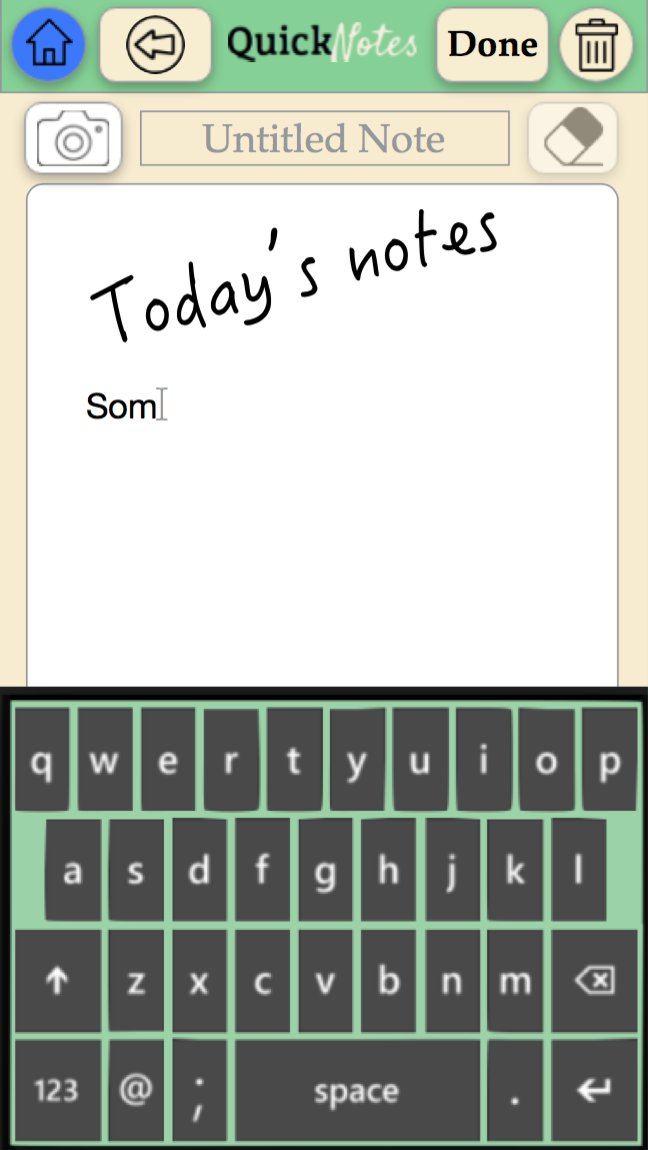 QuickNotes Done
Untitled Note
Today's notes
Som
q w e r t y u i o p
a s d f g h j k l
z x c v b n m
123 @ ; space .